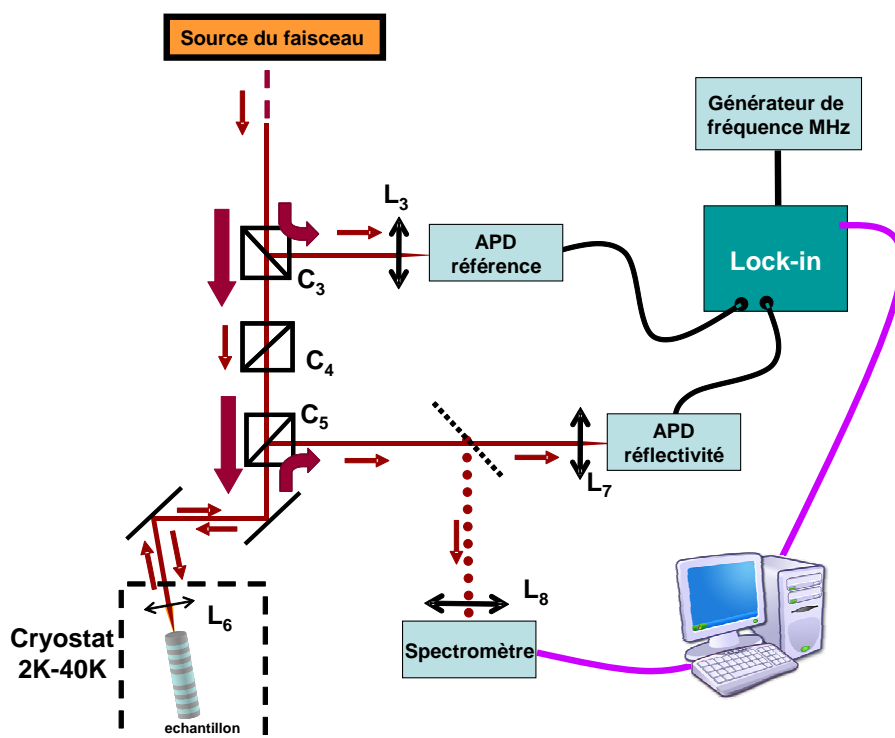 Source du faisceau
Générateur de
fréquence MHz
L3
APD
référence
Lock-in
C3
C4
C5
APD
réflectivité
L7
L8
L6
Cryostat
2K-40K
Spectromètre
echantillon